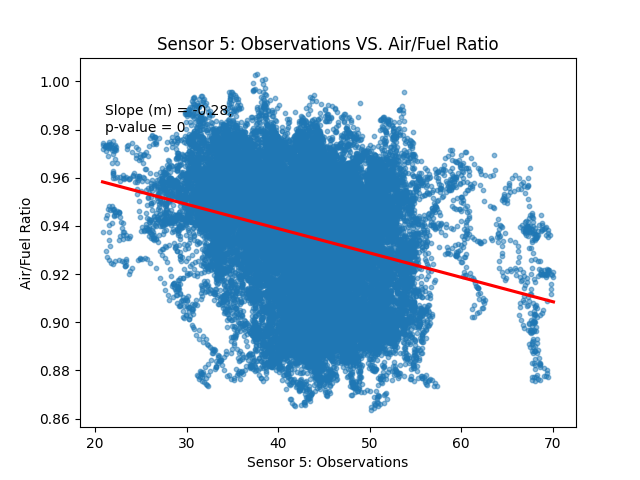 Sensor 5: Observations VS. Air/Fuel Ratio
Slope (m) = -0.28,
p-value = 0
1.00
0.98
0.96
0.94
0.92
0.90
0.88
0.86
Air/Fuel Ratio
20 30 40 50 60 70
Sensor 5: Observations